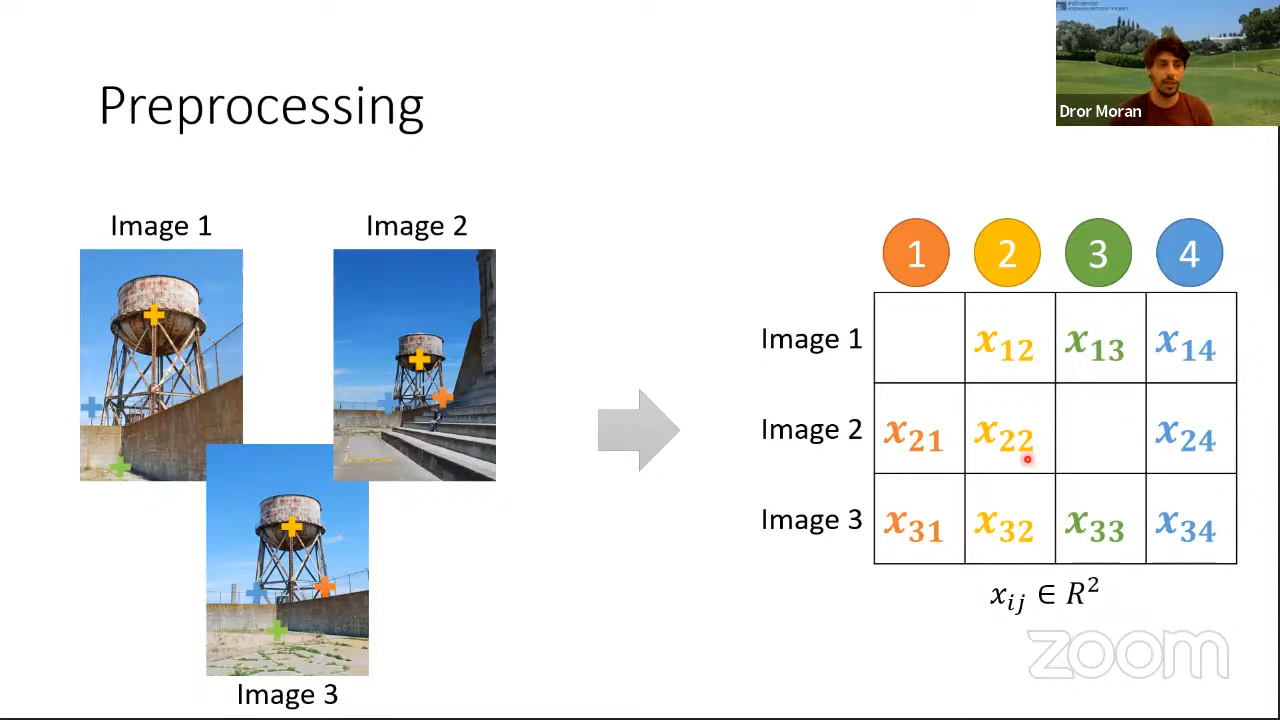 Preprocessing
Dror Moran
Image 1
Image 2
Image 3
1 2 3 4
Image 1 x₁₂ x₁₃ x₁₄
Image 2 x₂₁ x₂₂ x₂₄
Image 3 x₃₁ x₃₂ x₃₃ x₃₄
xᵢⱼ ∈ R²
zoom